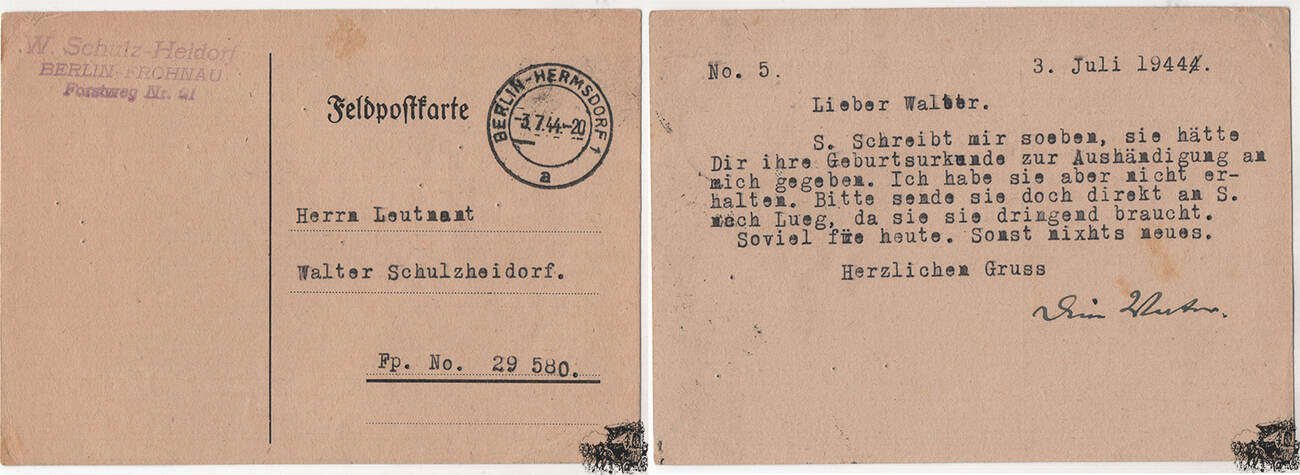 W. Schulz-Heidorf
BERLIN-FROHNAU
Forstweg Nr. 21
Feldpostkarte
BERLIN-HERMSDORF 1
-3.7.44.-20
a
Herrn Leutnant
Walter Schulzheidorf.
Fp. No. 29 580.
No. 5.
3. Juli 1944.
Lieber Walter.
S. Schreibt mir soeben, sie hätte
Dir ihre Geburtsurkunde zur Aushändigung an
mich gegeben. Ich habe sie aber nicht er-
halten. Bitte sende sie doch direkt an S.
nach Lueg, da sie sie dringend braucht.
Soviel füe heute. Sonst nixhts neues.
Herzlichen Gruss
Dein Vater.